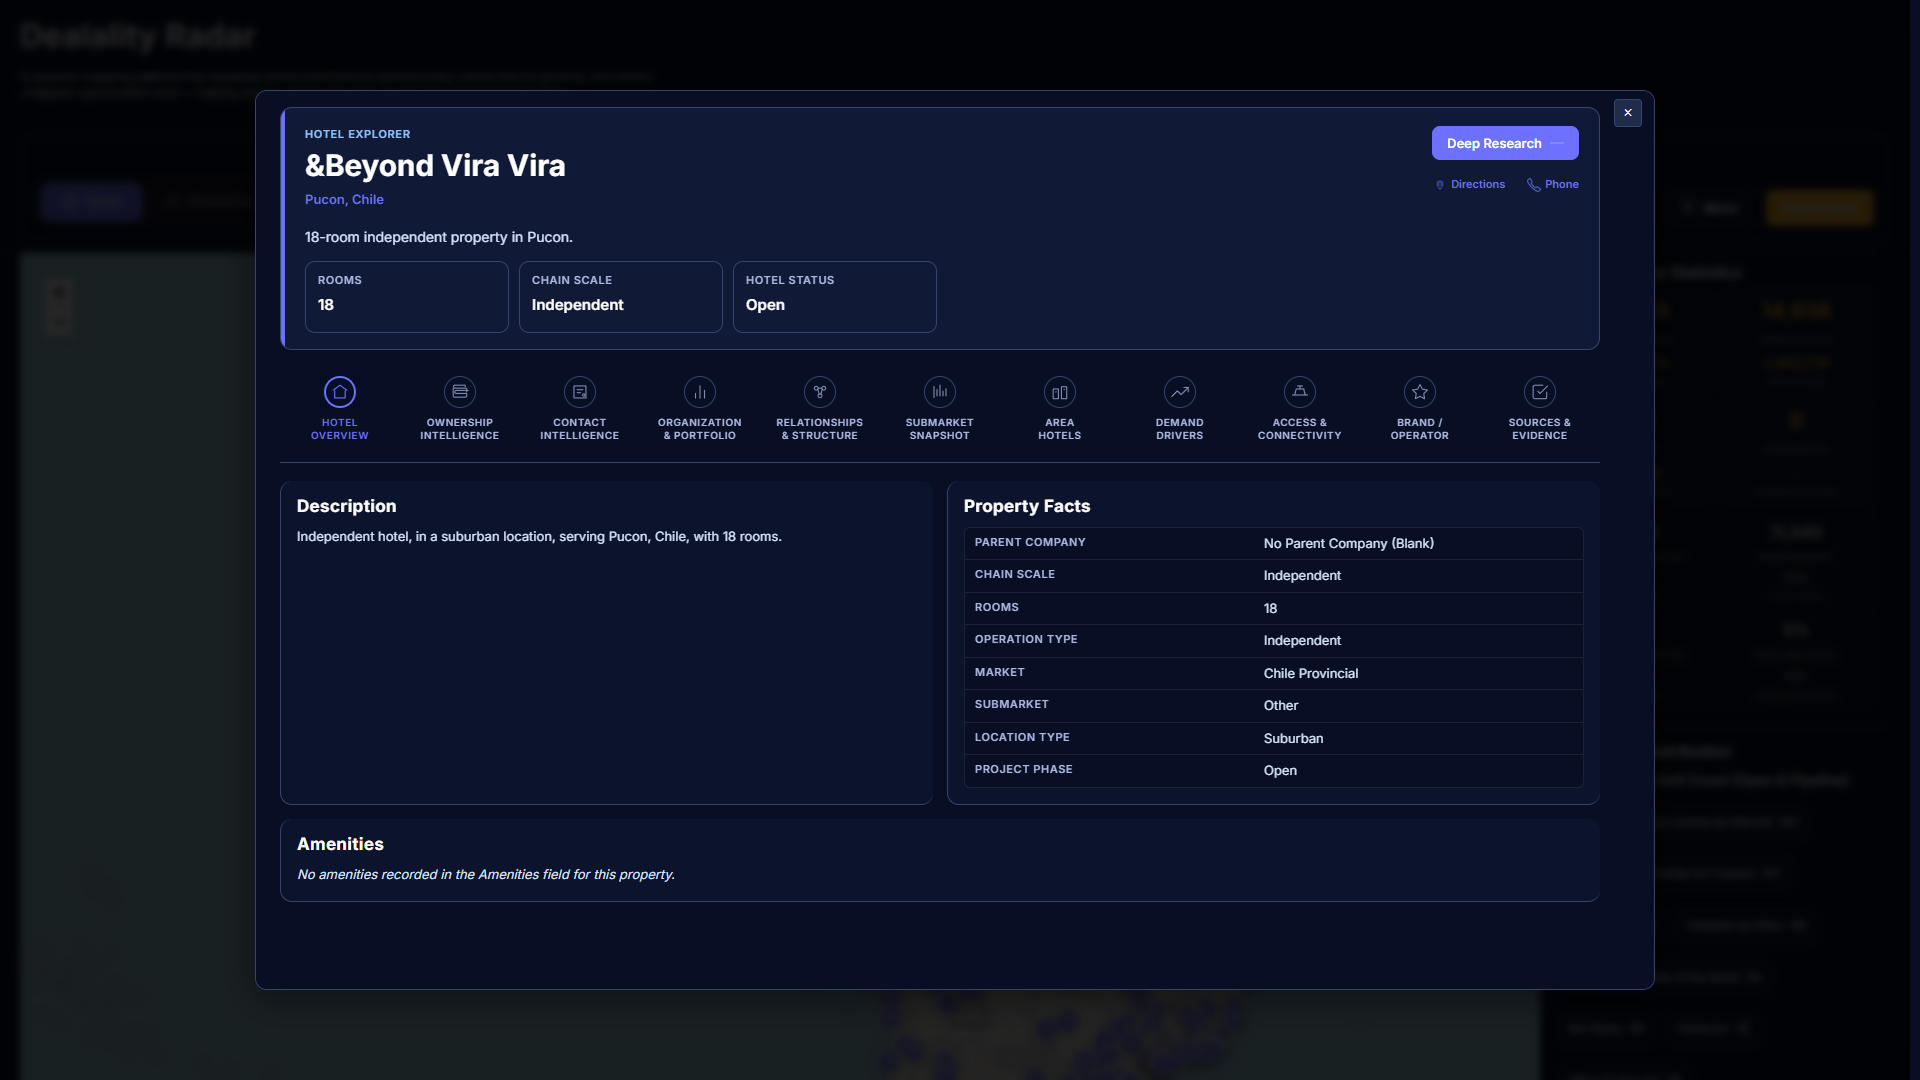 Deality Radar
HOTEL EXPLORER
&Beyond Vira Vira
Pucon, Chile
Deep Research
Directions
Phone
18-room independent property in Pucon.
ROOMS
18
CHAIN SCALE
Independent
HOTEL STATUS
Open
HOTEL
OVERVIEW
OWNERSHIP
INTELLIGENCE
CONTACT
INTELLIGENCE
ORGANIZATION
& PORTFOLIO
RELATIONSHIPS
& STRUCTURE
SUBMARKET
SNAPSHOT
AREA
HOTELS
DEMAND
DRIVERS
ACCESS &
CONNECTIVITY
BRAND /
OPERATOR
SOURCES &
EVIDENCE
Description
Independent hotel, in a suburban location, serving Pucon, Chile, with 18 rooms.
Property Facts
PARENT COMPANY No Parent Company (Blank)
CHAIN SCALE Independent
ROOMS 18
OPERATION TYPE Independent
MARKET Chile Provincial
SUBMARKET Other
LOCATION TYPE Suburban
PROJECT PHASE Open
Amenities
No amenities recorded in the Amenities field for this property.